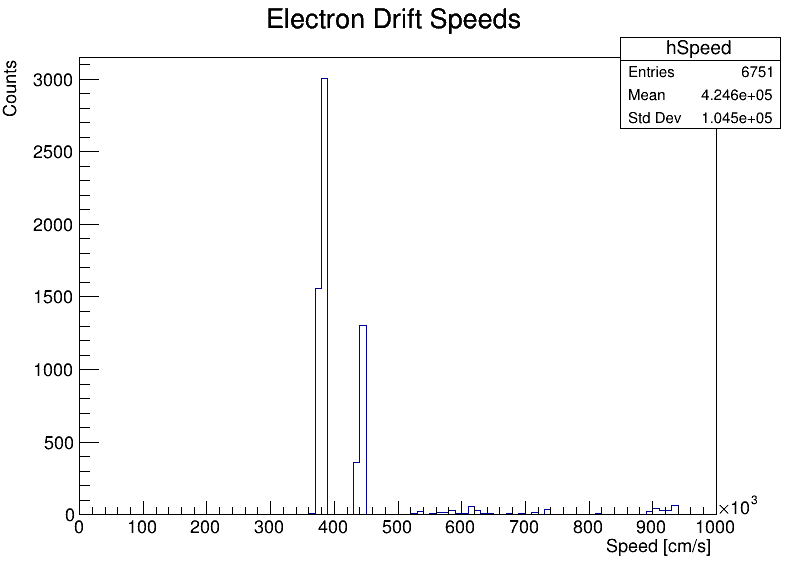 Electron Drift Speeds
hSpeed
Entries 6751
Mean 4.246e+05
Std Dev 1.045e+05
Counts
3000
2500
2000
1500
1000
500
0
0 100 200 300 400 500 600 700 800 900 1000
×10³
Speed [cm/s]